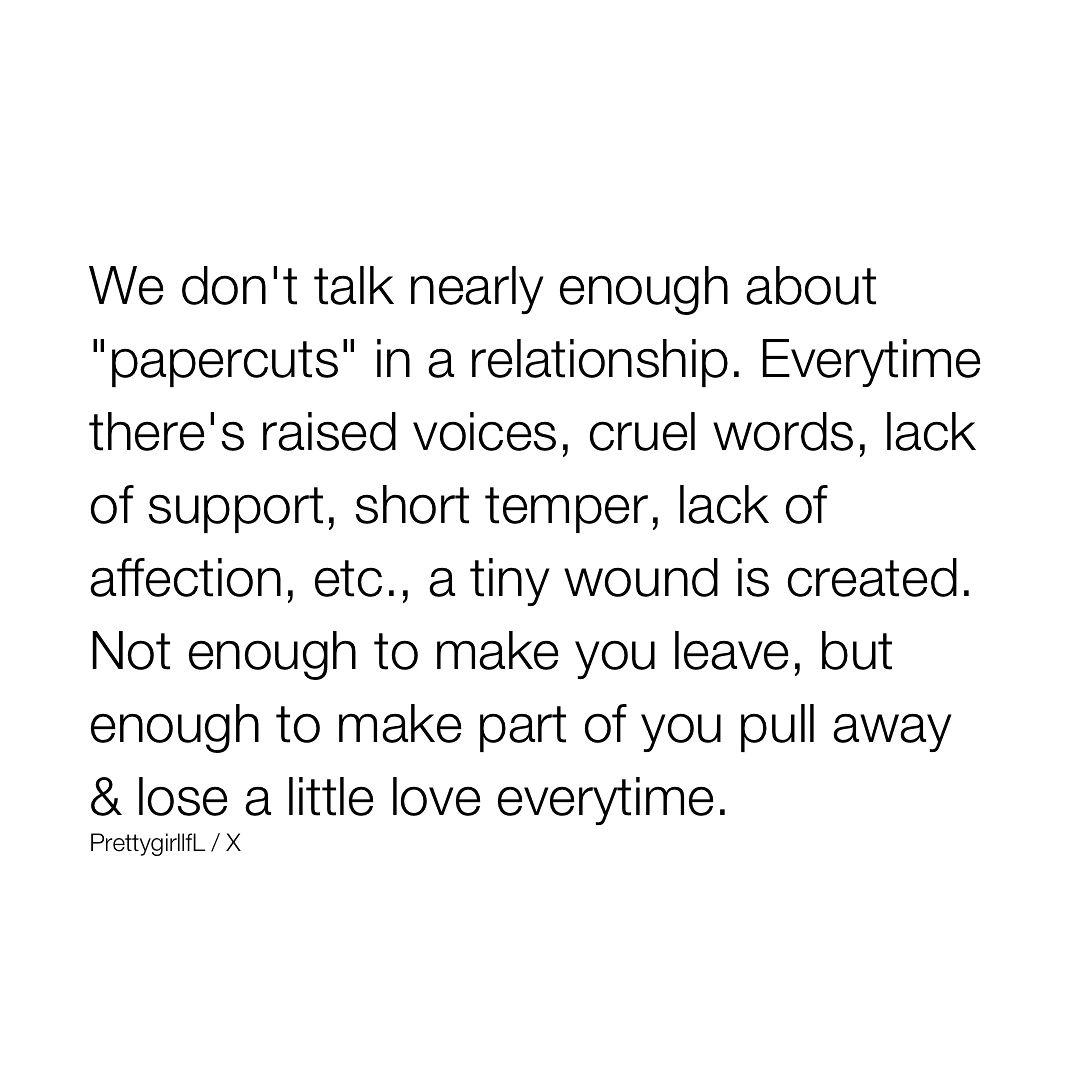 We don't talk nearly enough about
"papercuts" in a relationship. Everytime
there's raised voices, cruel words, lack
of support, short temper, lack of
affection, etc., a tiny wound is created.
Not enough to make you leave, but
enough to make part of you pull away
& lose a little love everytime.
PrettygirllfL / X